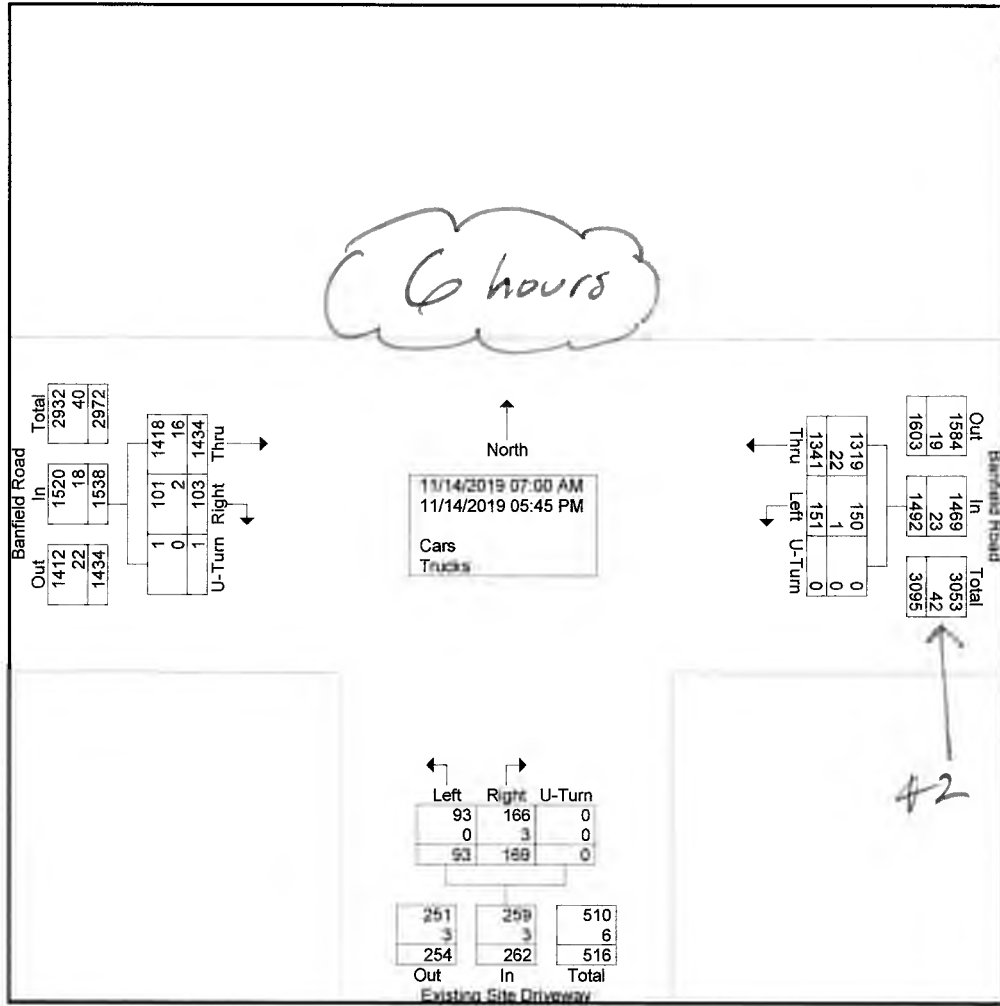 6 hours
Banfield Road
Out In Total
1412 1520 2932
22 18 40
1434 1538 2972
1 101 1418
0 2 16
1 103 1434
U-Turn Right Thru
North
11/14/2019 07:00 AM
11/14/2019 05:45 PM
Cars
Trucks
Banfield Road
Out In Total
1584 1469 3053
19 23 42
1603 1492 3095
1319 150 0
22 1 0
1341 151 0
Thru Left U-Turn
42
Left Right U-Turn
93 166 0
0 3 0
93 169 0
251 259 510
3 3 6
254 262 516
Out In Total
Existing Site Driveway